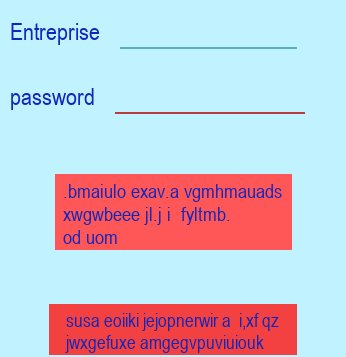 Entreprise
password
.bmaiulo exav.a vgmhmauads
xwgwbeee jl.j i  fyltmb.
od uom
susa eoiiki jejopnerwir a  i,xf qz
jwxgefuxe amgegvpuviuiouk